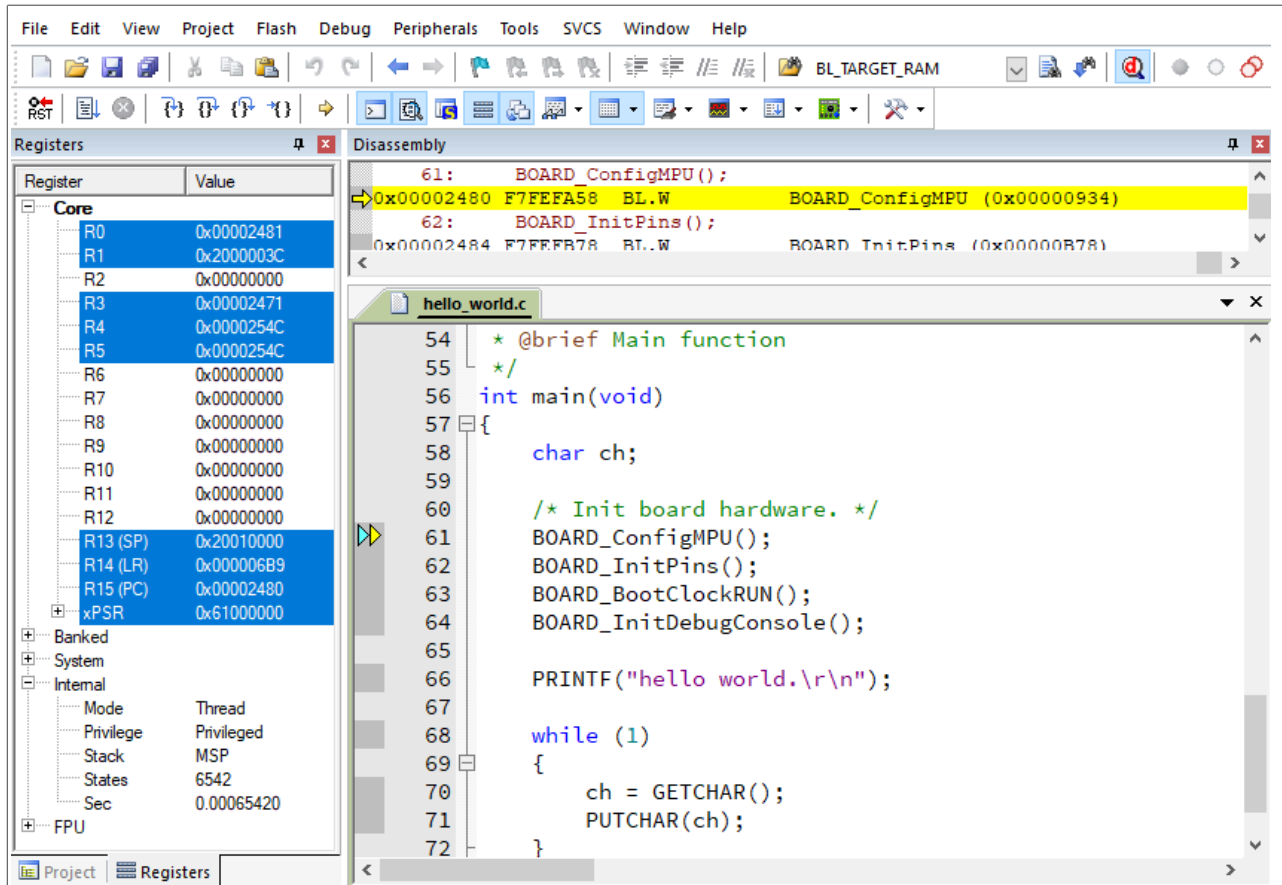 File Edit View Project Flash Debug Peripherals Tools SVCS Window Help
BL_TARGET_RAM
RST
Registers
Register Value
Core
R0 0x00002481
R1 0x2000003C
R2 0x00000000
R3 0x00002471
R4 0x0000254C
R5 0x0000254C
R6 0x00000000
R7 0x00000000
R8 0x00000000
R9 0x00000000
R10 0x00000000
R11 0x00000000
R12 0x00000000
R13 (SP) 0x20010000
R14 (LR) 0x000006B9
R15 (PC) 0x00002480
xPSR 0x61000000
Banked
System
Internal
Mode Thread
Privilege Privileged
Stack MSP
States 6542
Sec 0.00065420
FPU
Project Registers
Disassembly
61: BOARD_ConfigMPU();
0x00002480 F7FEFA58 BL.W BOARD_ConfigMPU (0x00000934)
62: BOARD_InitPins();
0x00002484 F7FEFB78 BL.W BOARD_InitPins (0x00000B78)
hello_world.c
54 * @brief Main function
55 */
56 int main(void)
57 {
58 char ch;
59
60 /* Init board hardware. */
61 BOARD_ConfigMPU();
62 BOARD_InitPins();
63 BOARD_BootClockRUN();
64 BOARD_InitDebugConsole();
65
66 PRINTF("hello world.\r\n");
67
68 while (1)
69 {
70 ch = GETCHAR();
71 PUTCHAR(ch);
72 }